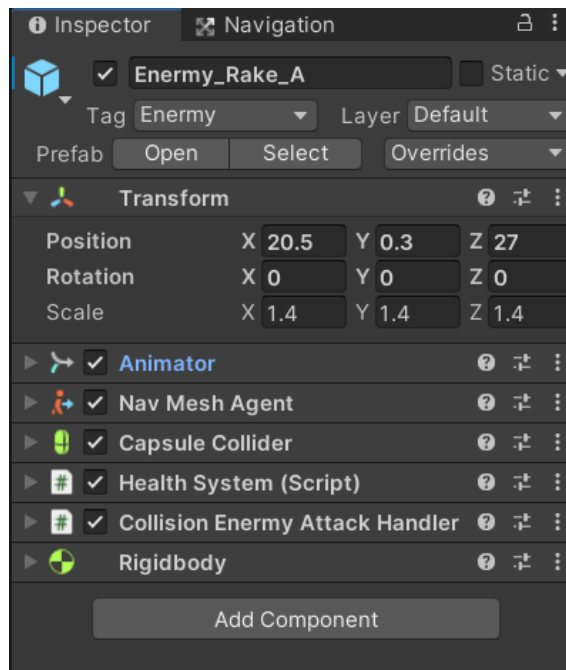 Inspector Navigation
Enermy_Rake_A Static
Tag Enermy Layer Default
Prefab Open Select Overrides
Transform
Position X 20.5 Y 0.3 Z 27
Rotation X 0 Y 0 Z 0
Scale X 1.4 Y 1.4 Z 1.4
Animator
Nav Mesh Agent
Capsule Collider
# Health System (Script)
# Collision Enermy Attack Handler
Rigidbody
Add Component